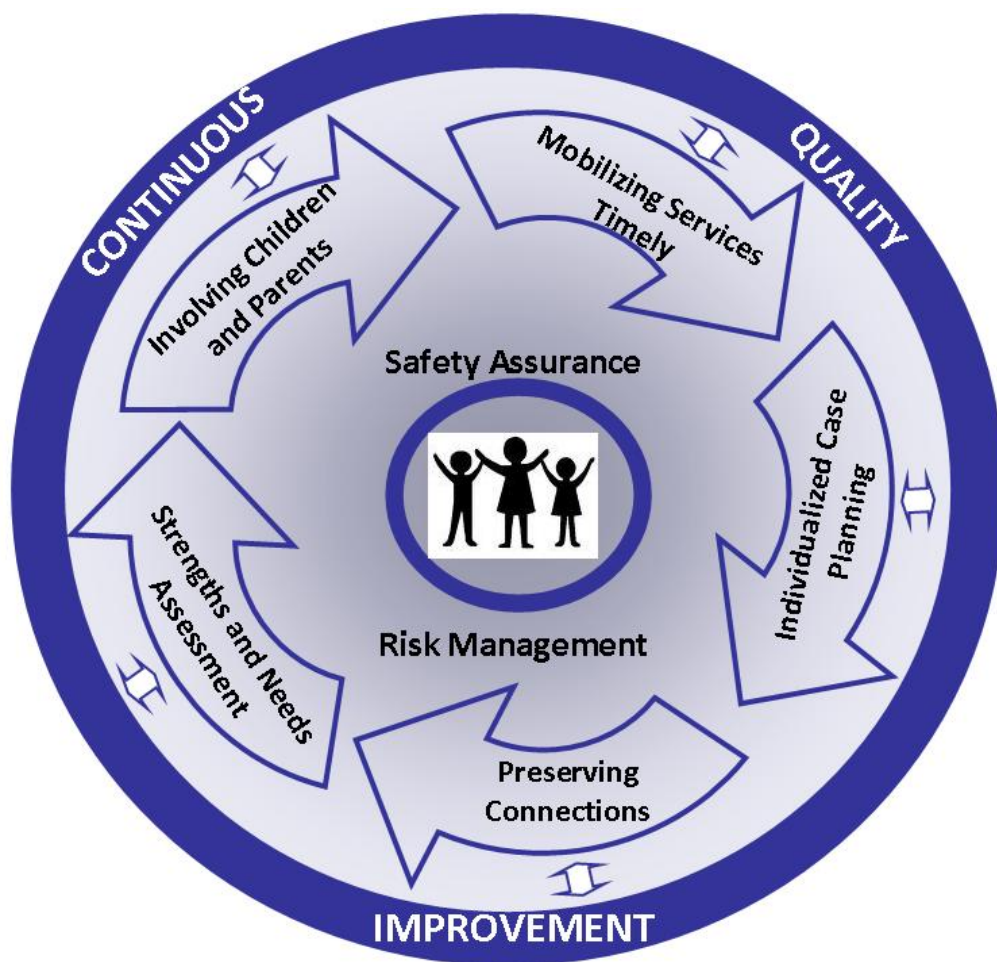 CONTINUOUS
QUALITY
IMPROVEMENT
Involving Children
and Parents
Mobilizing Services
Timely
Individualized Case
Planning
Preserving
Connections
Strengths and Needs
Assessment
Safety Assurance
Risk Management